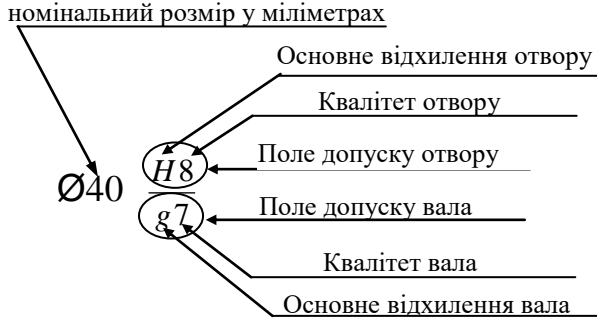 номінальний розмір у міліметрах
Основне відхилення отвору
Квалітет отвору
Поле допуску отвору
Ø40 H8
g7
Поле допуску вала
Квалітет вала
Основне відхилення вала